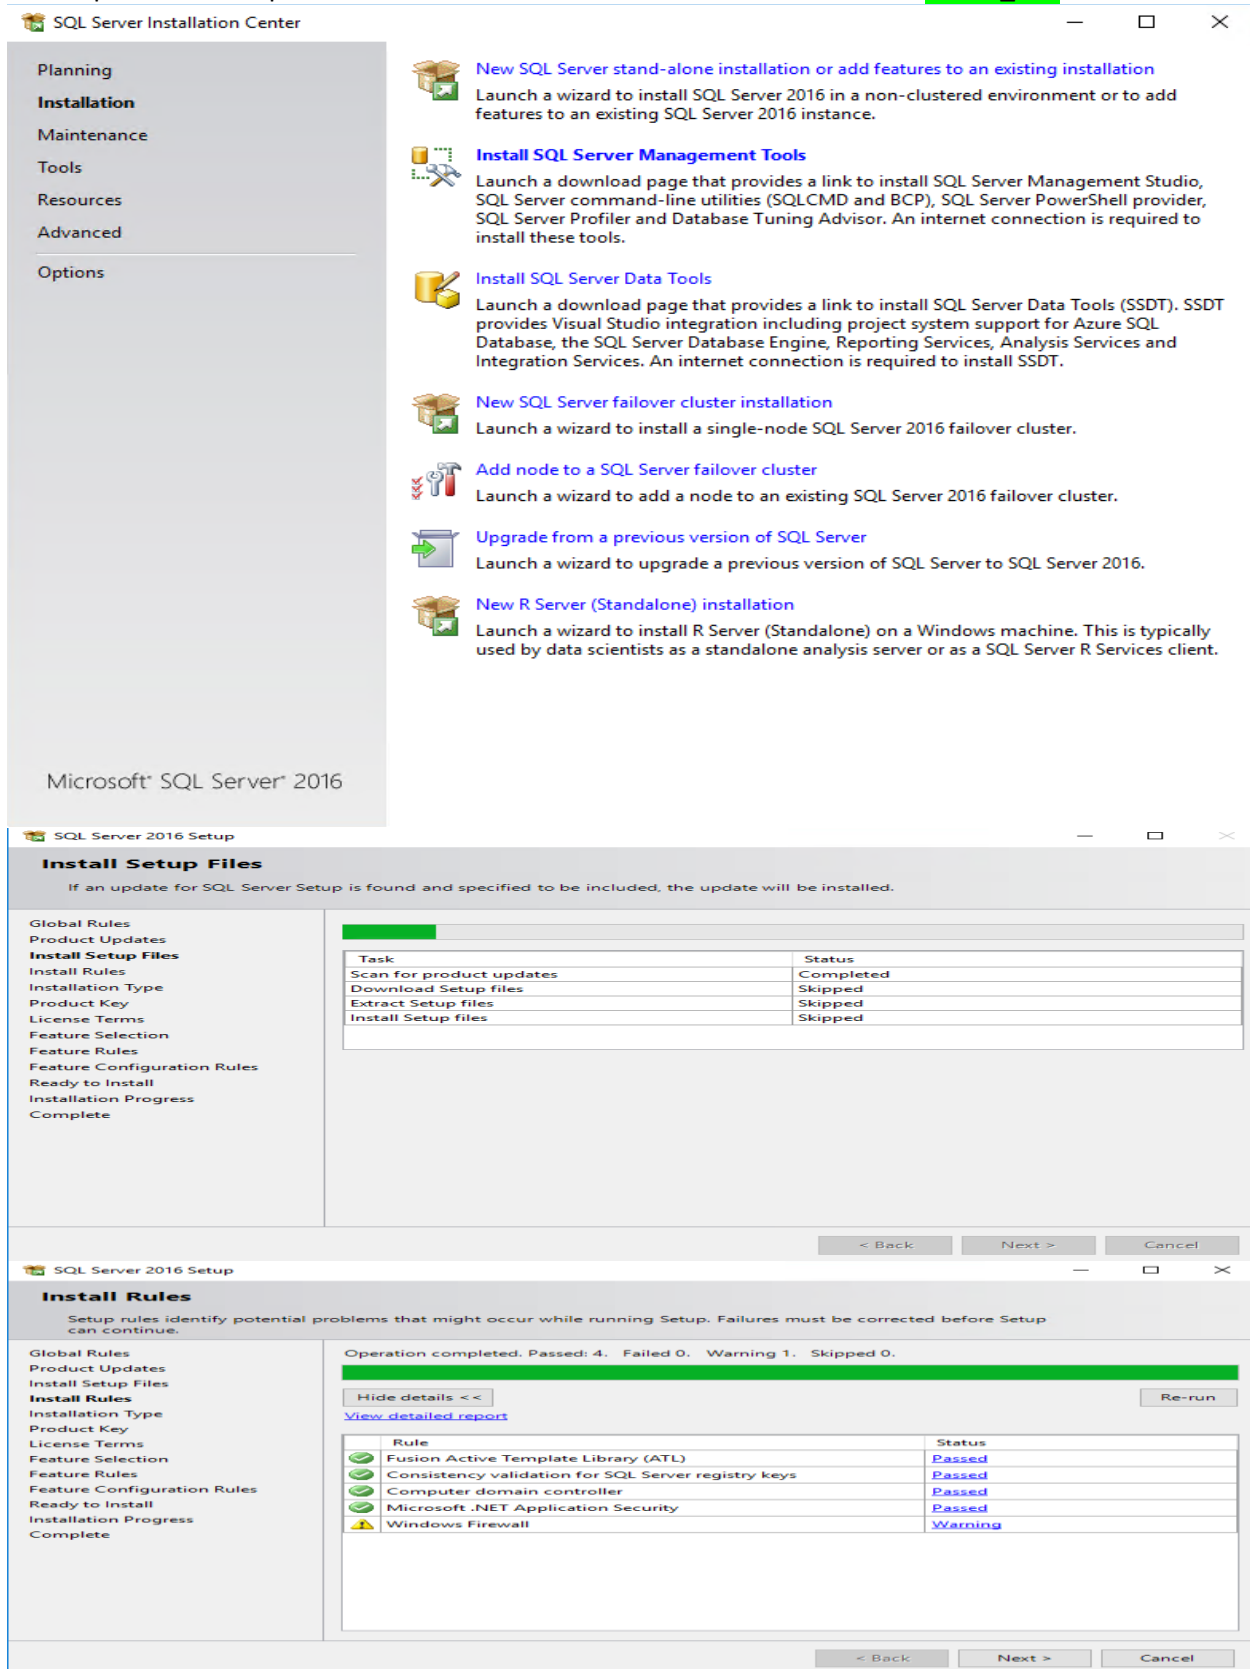 SQL Server Installation Center
Planning
Installation
Maintenance
Tools
Resources
Advanced
Options
Microsoft SQL Server 2016
New SQL Server stand-alone installation or add features to an existing installation
Launch a wizard to install SQL Server 2016 in a non-clustered environment or to add
features to an existing SQL Server 2016 instance.
Install SQL Server Management Tools
Launch a download page that provides a link to install SQL Server Management Studio,
SQL Server command-line utilities (SQLCMD and BCP), SQL Server PowerShell provider,
SQL Server Profiler and Database Tuning Advisor. An internet connection is required to
install these tools.
Install SQL Server Data Tools
Launch a download page that provides a link to install SQL Server Data Tools (SSDT). SSDT
provides Visual Studio integration including project system support for Azure SQL
Database, the SQL Server Database Engine, Reporting Services, Analysis Services and
Integration Services. An internet connection is required to install SSDT.
New SQL Server failover cluster installation
Launch a wizard to install a single-node SQL Server 2016 failover cluster.
Add node to a SQL Server failover cluster
Launch a wizard to add a node to an existing SQL Server 2016 failover cluster.
Upgrade from a previous version of SQL Server
Launch a wizard to upgrade a previous version of SQL Server to SQL Server 2016.
New R Server (Standalone) installation
Launch a wizard to install R Server (Standalone) on a Windows machine. This is typically
used by data scientists as a standalone analysis server or as a SQL Server R Services client.
SQL Server 2016 Setup
Install Setup Files
If an update for SQL Server Setup is found and specified to be included, the update will be installed.
Global Rules
Product Updates
Install Setup Files
Install Rules
Installation Type
Product Key
License Terms
Feature Selection
Feature Rules
Feature Configuration Rules
Ready to Install
Installation Progress
Complete
Task Status
Scan for product updates Completed
Download Setup files Skipped
Extract Setup files Skipped
Install Setup files Skipped
< Back Next > Cancel
SQL Server 2016 Setup
Install Rules
Setup rules identify potential problems that might occur while running Setup. Failures must be corrected before Setup
can continue.
Global Rules
Product Updates
Install Setup Files
Install Rules
Installation Type
Product Key
License Terms
Feature Selection
Feature Rules
Feature Configuration Rules
Ready to Install
Installation Progress
Complete
Operation completed. Passed: 4. Failed 0. Warning 1. Skipped 0.
Hide details << Re-run
View detailed report
Rule Status
Fusion Active Template Library (ATL) Passed
Consistency validation for SQL Server registry keys Passed
Computer domain controller Passed
Microsoft .NET Application Security Passed
Windows Firewall Warning
< Back Next > Cancel